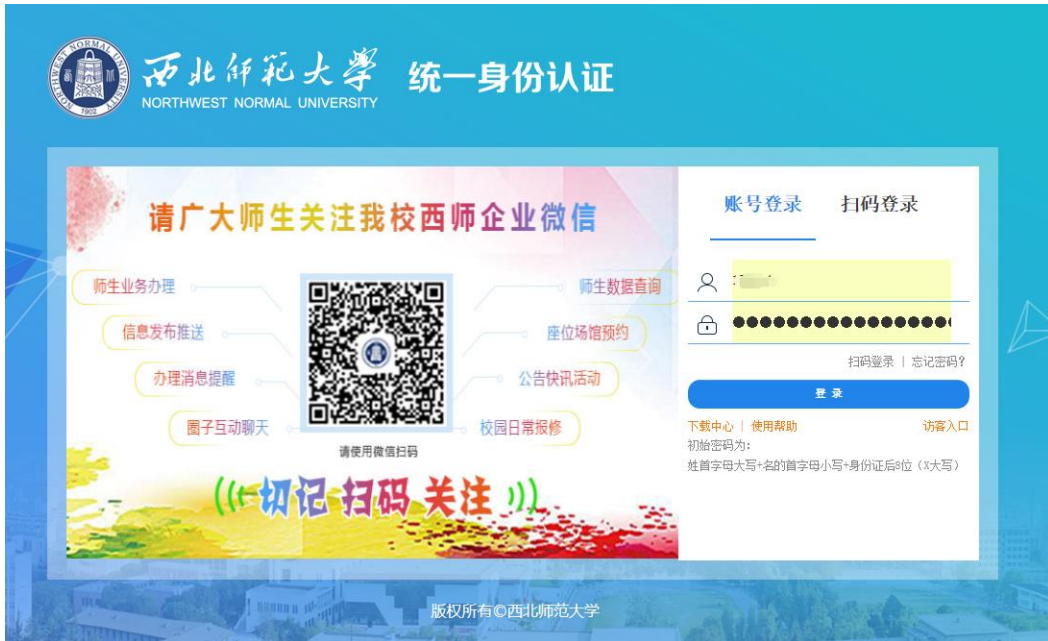 西北師範大學 统一身份认证
NORTHWEST NORMAL UNIVERSITY
NORTHWEST NORMAL UNIVERSITY
1902
请广大师生关注我校西师企业微信
师生业务办理
信息发布推送
办理消息提醒
圈子互动聊天
师生数据查询
座位场馆预约
公告快讯活动
校园日常报修
请使用微信扫码
切记 扫码 关注
账号登录 扫码登录
扫码登录 | 忘记密码?
登 录
下载中心 | 使用帮助 访客入口
初始密码为:
姓首字母大写+名的首字母小写+身份证后8位 (X大写)
版权所有©西北师范大学